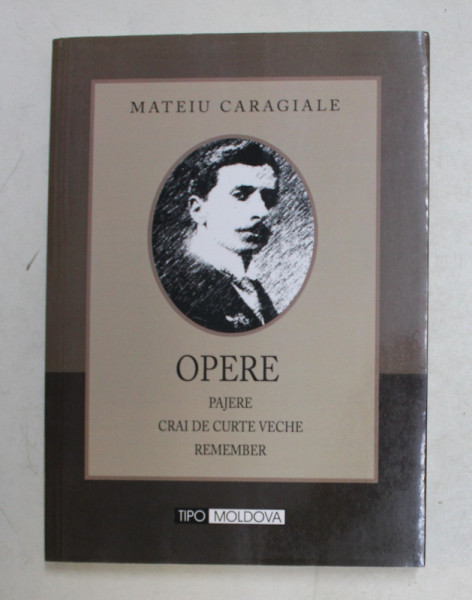 MATEIU CARAGIALE
OPERE
PAJERE
CRAI DE CURTE VECHE
REMEMBER
TIPO MOLDOVA